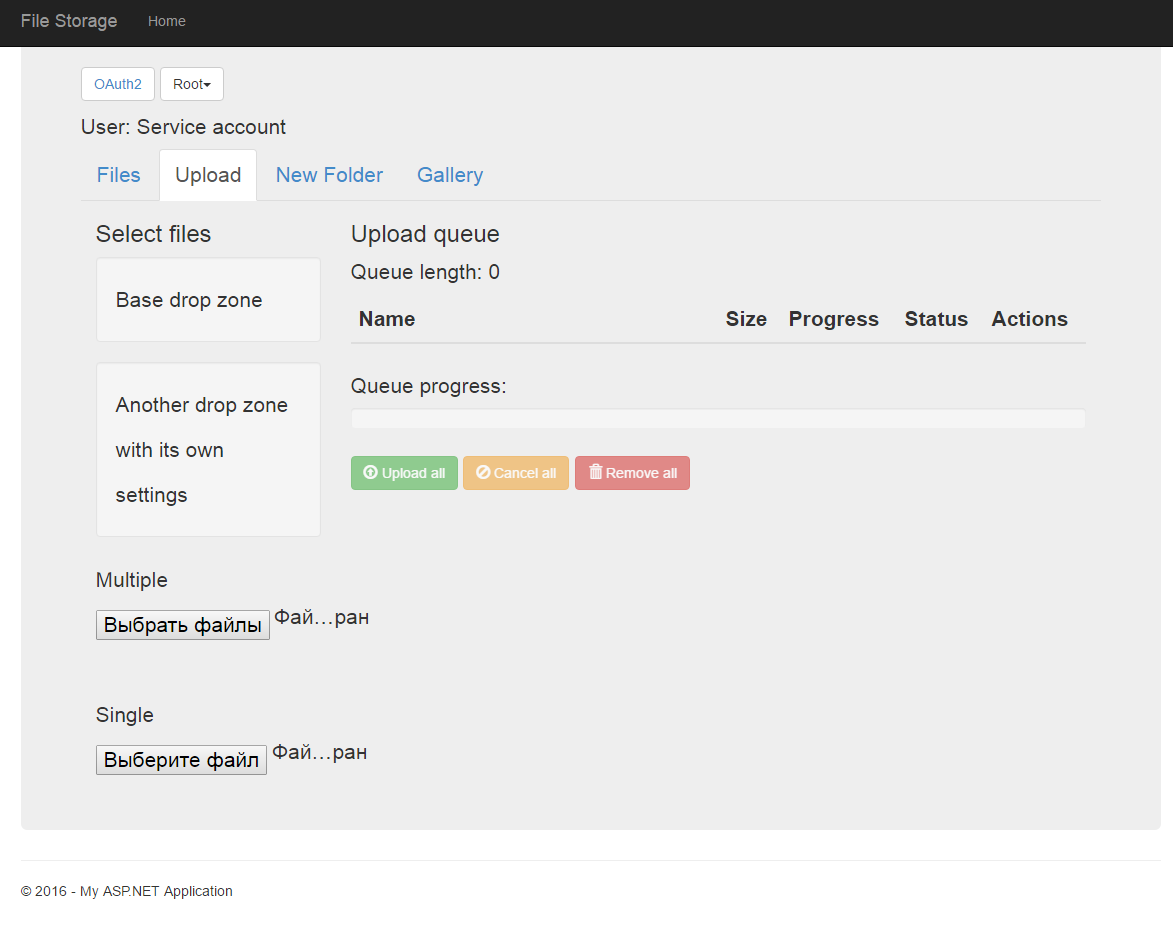 File Storage Home
OAuth2 Root
User: Service account
Files Upload New Folder Gallery
Select files
Base drop zone
Another drop zone
with its own
settings
Multiple
Выбрать файлы Фай…ран
Single
Выберите файл Фай…ран
Upload queue
Queue length: 0
Name Size Progress Status Actions
Queue progress:
Upload all Cancel all Remove all
© 2016 - My ASP.NET Application